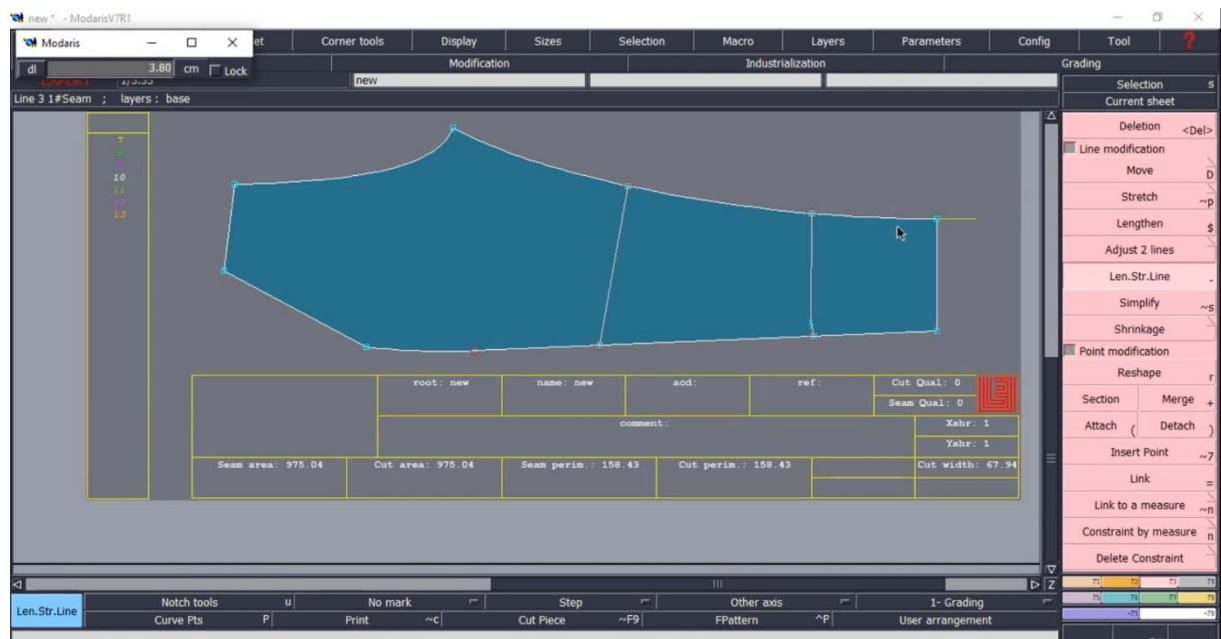 new * - ModarisV7R1
Modaris
et Corner tools Display Sizes Selection Macro Layers Parameters Config Tool ?
dl 3.80 cm Lock
Modification Industrialization Grading
new
Selection s
Line 3 1#Seam ; layers : base
Current sheet
7
10
11
13
Deletion <Del>
Line modification
Move D
Stretch ~p
Lengthen $
Adjust 2 lines
Len.Str.Line -
Simplify ~s
Shrinkage
Point modification
Reshape r
Section Merge +
Attach ( Detach )
Insert Point ~7
Link =
Link to a measure ~n
Constraint by measure n
Delete Constraint
root: new name: new acd: ref: Cut Qual: 0
Seam Qual: 0
comment: Xshr: 1
Yshr: 1
Seam area: 975.04 Cut area: 975.04 Seam perim.: 158.43 Cut perim.: 158.43 Cut width: 67.94
Z
Len.Str.Line
Notch tools u No mark Step Other axis 1- Grading
Curve Pts P Print ~c Cut Piece ~F9 FPattern ^P User arrangement